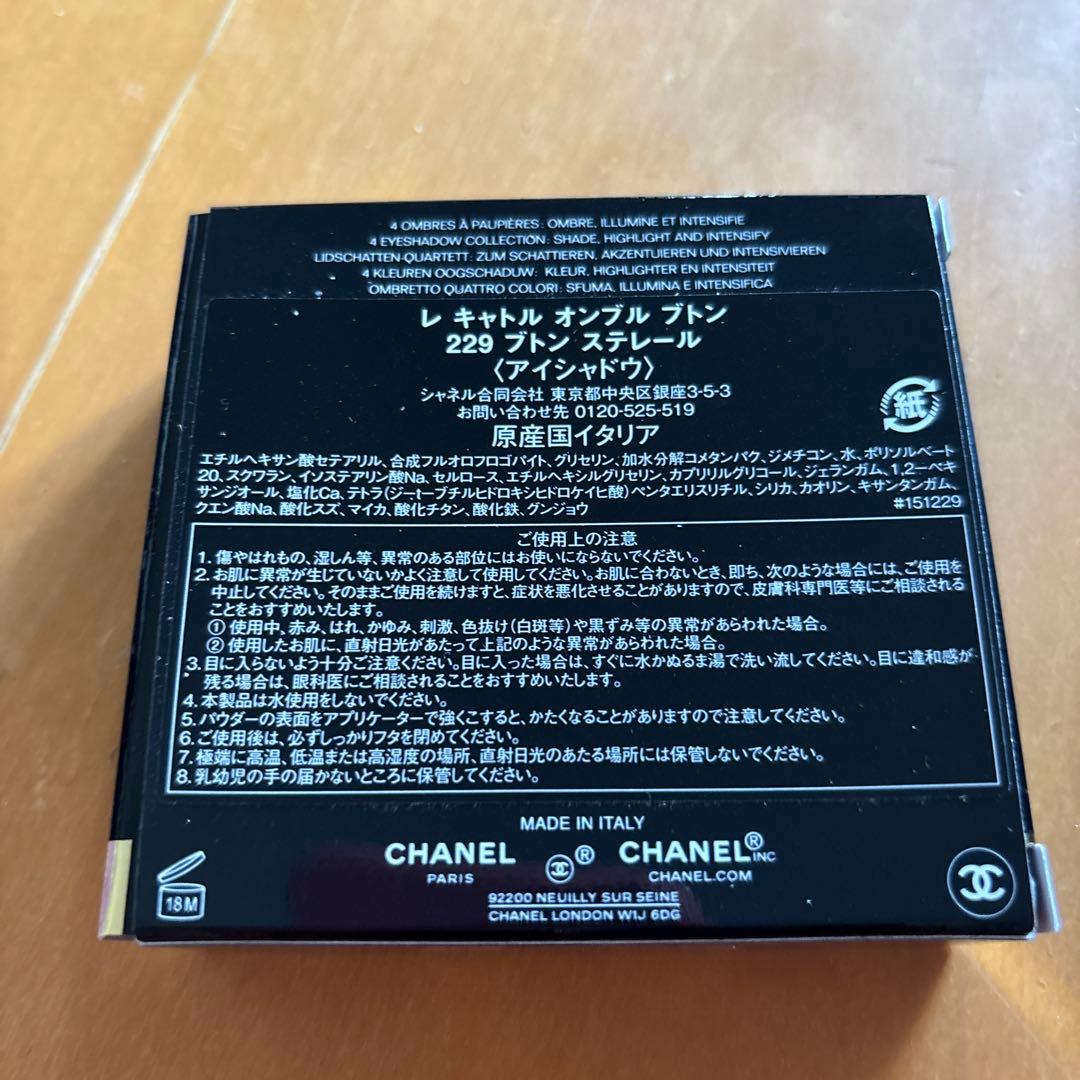 4 OMBRES À PAUPIÈRES : OMBRE, ILLUMINE ET INTENSIFIE
4 EYESHADOW COLLECTION : SHADE, HIGHLIGHT AND INTENSIFY
LIDSCHATTEN-QUARTETT : ZUM SCHATTIEREN, AKZENTUIEREN UND INTENSIVIEREN
4 KLEUREN OOGSCHADUW : KLEUR, HIGHLIGHTER EN INTENSITEIT
OMBRETTO QUATTRO COLORI : SFUMA, ILLUMINA E INTENSIFICA
レ キャトル オンブル ブトン
229 ブトン ステレール
〈アイシャドウ〉
シャネル合同会社 東京都中央区銀座3-5-3
お問い合わせ先 0120-525-519
原産国イタリア
紙
エチルヘキサン酸セテアリル、合成フルオロフロゴパイト、グリセリン、加水分解コメタンパク、ジメチコン、水、ポリソルベート
20、スクワラン、イソステアリン酸Na、セルロース、エチルヘキシルグリセリン、カプリリルグリコール、ジェランガム、1,2-ヘキ
サンジオール、塩化Ca、テトラ(ジ-t-ブチルヒドロキシヒドロケイヒ酸)ペンタエリスリチル、シリカ、カオリン、キサンタンガム、
クエン酸Na、酸化スズ、マイカ、酸化チタン、酸化鉄、グンジョウ #151229
ご使用上の注意
1. 傷やはれもの、湿しん等、異常のある部位にはお使いにならないでください。
2. お肌に異常が生じていないかよく注意して使用してください。お肌に合わないとき、即ち、次のような場合には、ご使用を
中止してください。そのままご使用を続けますと、症状を悪化させることがありますので、皮膚科専門医等にご相談される
ことをおすすめいたします。
① 使用中、赤み、はれ、かゆみ、刺激、色抜け(白斑等)や黒ずみ等の異常があらわれた場合。
② 使用したお肌に、直射日光があたって上記のような異常があらわれた場合。
3. 目に入らないよう十分ご注意ください。目に入った場合は、すぐに水かぬるま湯で洗い流してください。目に違和感が
残る場合は、眼科医にご相談されることをおすすめいたします。
4. 本製品は水使用をしないでください。
5. パウダーの表面をアプリケーターで強くこすると、かたくなることがありますので注意してください。
6. ご使用後は、必ずしっかりフタを閉めてください。
7. 極端に高温、低温または高湿度の場所、直射日光のあたる場所には保管しないでください。
8. 乳幼児の手の届かないところに保管してください。
MADE IN ITALY
CHANEL ® CHANEL® INC
PARIS CHANEL.COM
92200 NEUILLY SUR SEINE
CHANEL LONDON W1J 6DG
18M